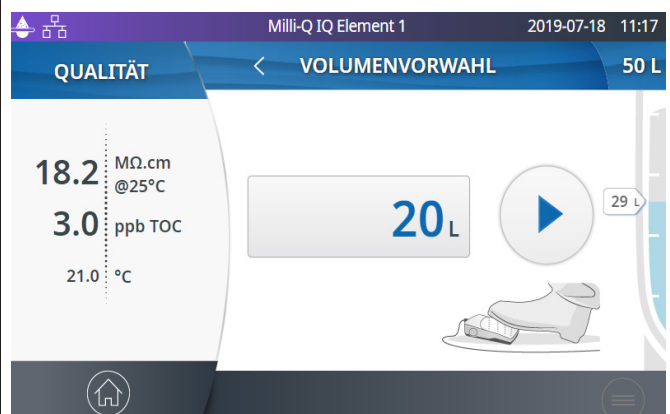 Milli-Q IQ Element 1 2019-07-18 11:17
QUALITÄT
VOLUMENVORWAHL
50 L
18.2 MΩ.cm
@25°C
3.0 ppb TOC
21.0 °C
20 L
29 L